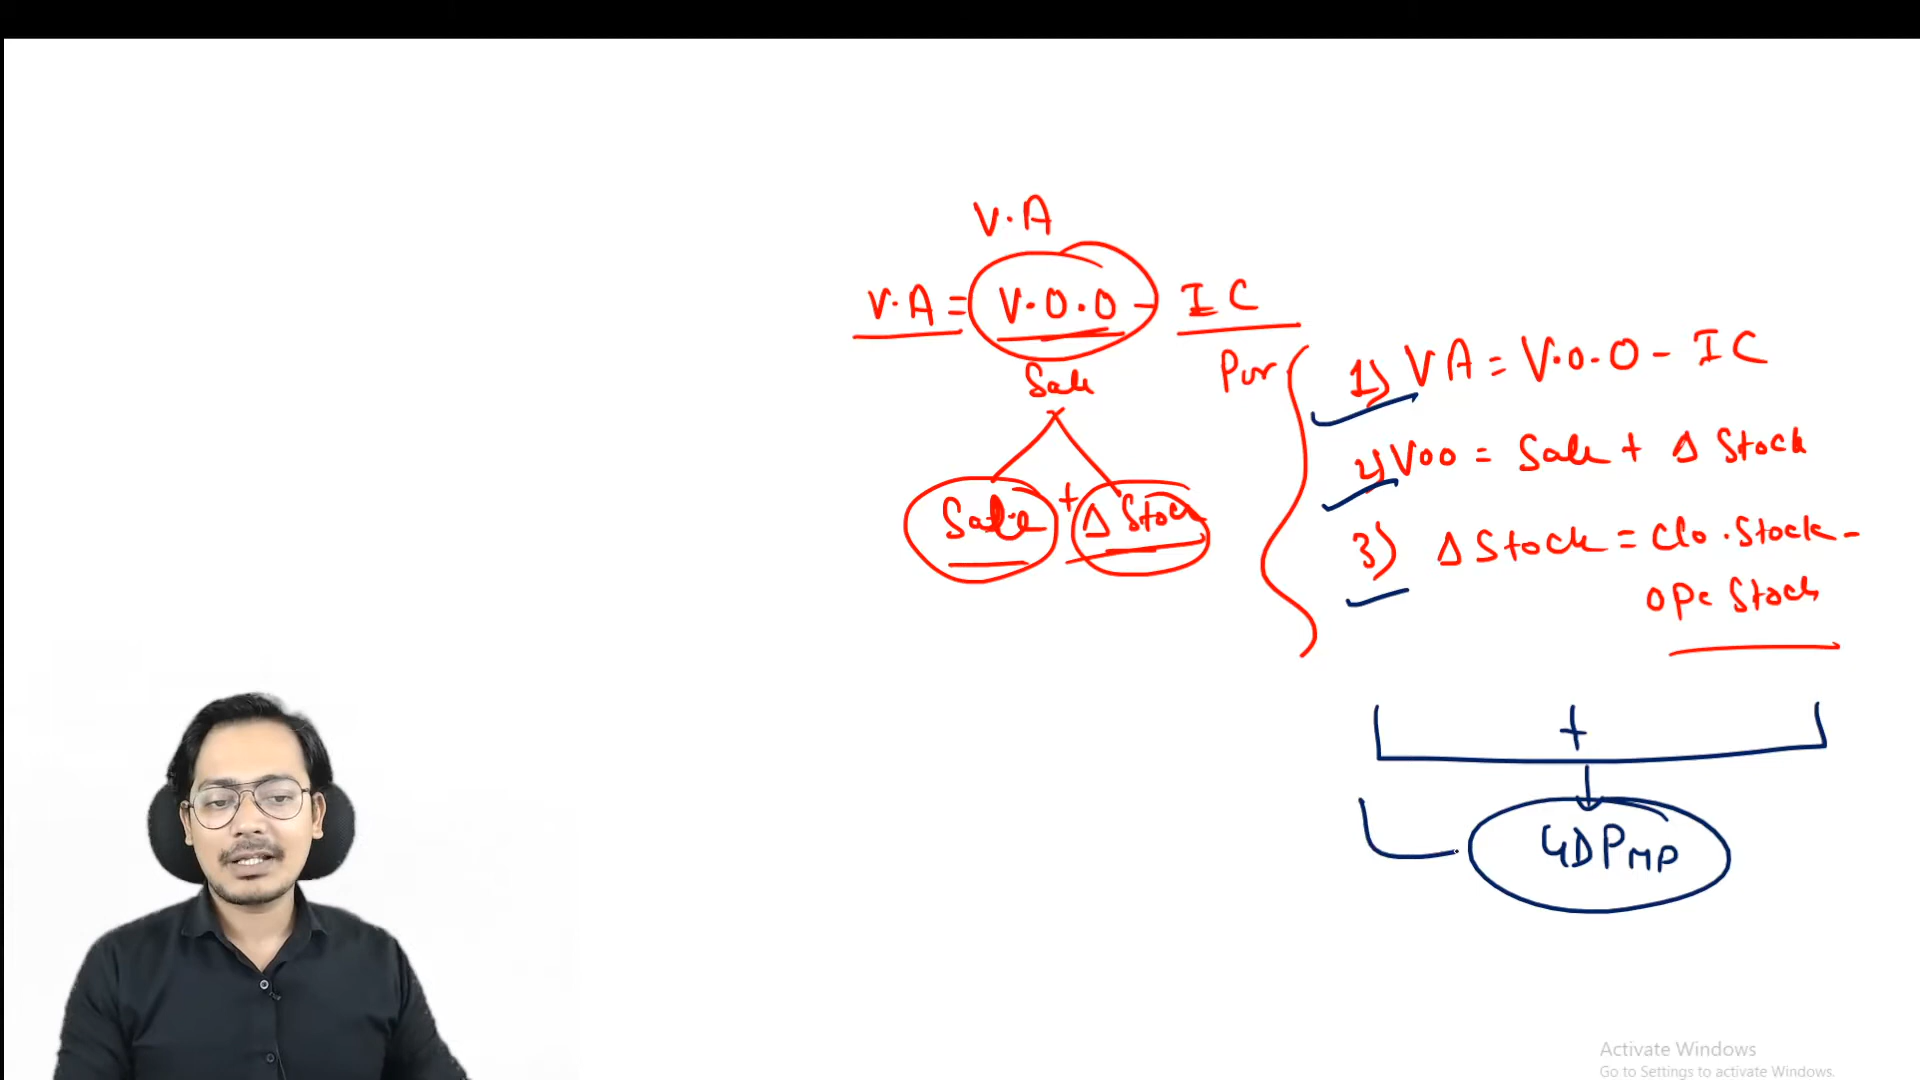 V.A
V.A = V.O.O - IC
Sale
Sale + Δ Stock
Pur
1) VA = V.O.O - IC
2) VOO = Sale + Δ Stock
3) Δ Stock = Clo. Stock -
Ope Stock
+
GDPMP
Activate Windows
Go to Settings to activate Windows.